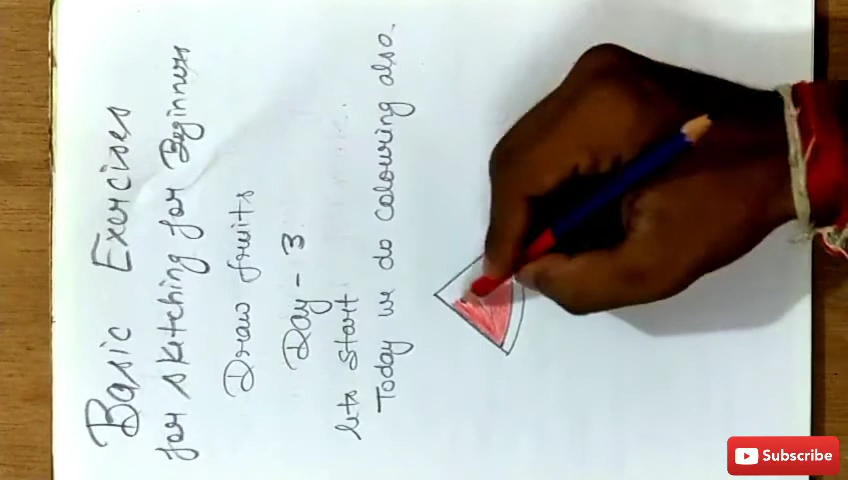 Basic Exercises
for sketching for Beginners
Draw fruits
Day - 3
lets start
Today we do colouring also.
Subscribe